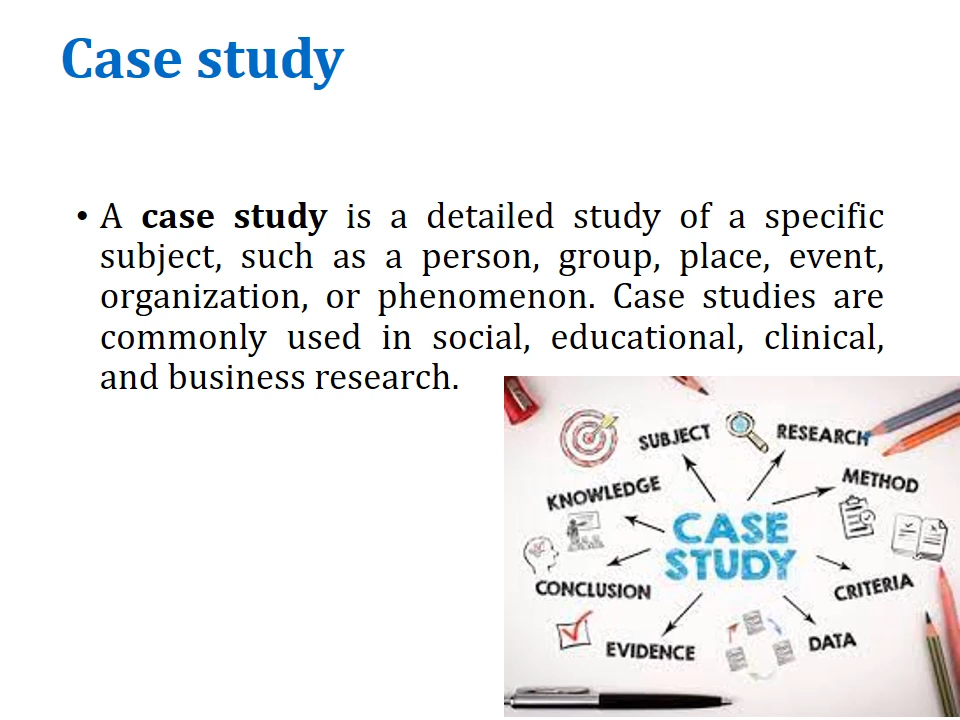 Case study
• A case study is a detailed study of a specific
subject, such as a person, group, place, event,
organization, or phenomenon. Case studies are
commonly used in social, educational, clinical,
and business research.
SUBJECT
RESEARCH
KNOWLEDGE
METHOD
CASE
STUDY
CONCLUSION
CRITERIA
EVIDENCE
DATA